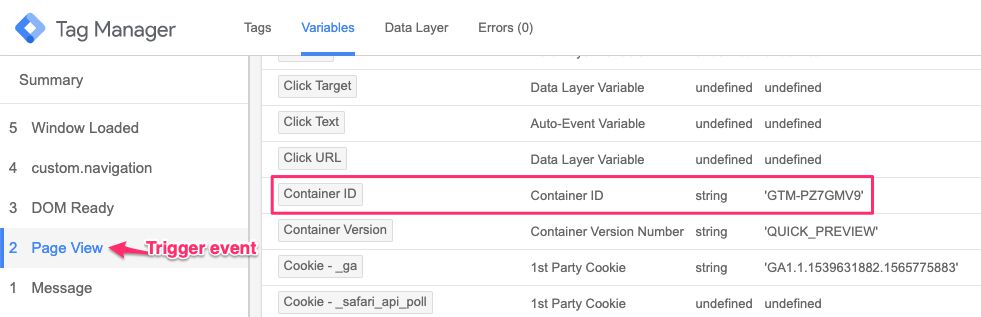 Tag Manager Tags Variables Data Layer Errors (0)
Summary
5 Window Loaded
4 custom.navigation
3 DOM Ready
2 Page View Trigger event
1 Message
Click Target Data Layer Variable undefined undefined
Click Text Auto-Event Variable undefined undefined
Click URL Data Layer Variable undefined undefined
Container ID Container ID string 'GTM-PZ7GMV9'
Container Version Container Version Number string 'QUICK_PREVIEW'
Cookie - _ga 1st Party Cookie string 'GA1.1.1539631882.1565775883'
Cookie - _safari_api_poll 1st Party Cookie undefined undefined